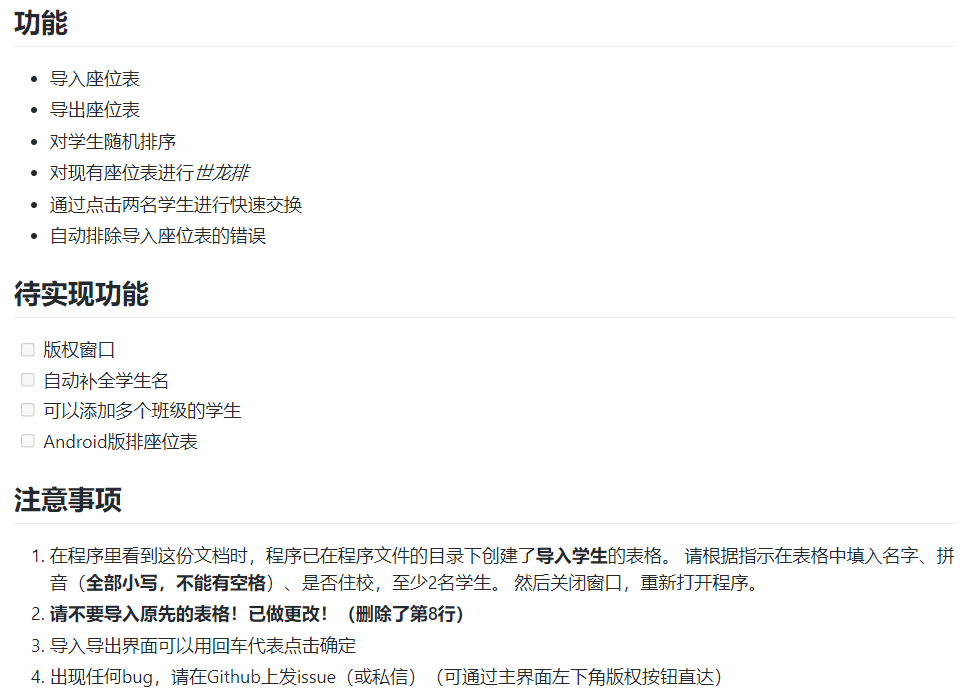 功能
导入座位表
导出座位表
对学生随机排序
对现有座位表进行世龙排
通过点击两名学生进行快速交换
自动排除导入座位表的错误
待实现功能
版权窗口
自动补全学生名
可以添加多个班级的学生
Android版排座位表
注意事项
1. 在程序里看到这份文档时，程序已在程序文件的目录下创建了导入学生的表格。 请根据指示在表格中填入名字、拼
音（全部小写，不能有空格）、是否住校，至少2名学生。 然后关闭窗口，重新打开程序。
2. 请不要导入原先的表格！已做更改！（删除了第8行）
3. 导入导出界面可以用回车代表点击确定
4. 出现任何bug，请在Github上发issue（或私信）（可通过主界面左下角版权按钮直达）